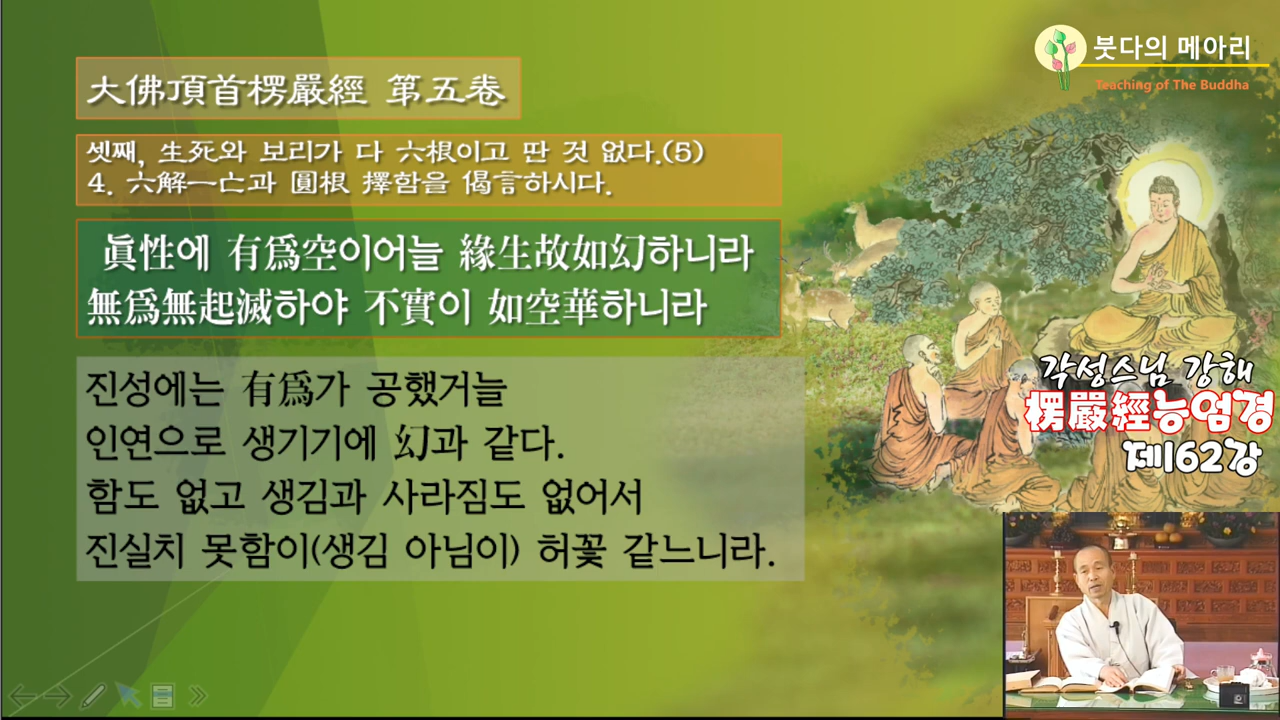 大佛頂首楞嚴經 第五卷
셋째, 生死와 보리가 다 六根이고 딴 것 없다.(5)
4. 六解一亡과 圓根 擇함을 偈言하시다.
眞性에 有爲空이어늘 緣生故如幻하니라
無爲無起滅하야 不實이 如空華하니라
진성에는 有爲가 공했거늘
인연으로 생기기에 幻과 같다.
함도 없고 생김과 사라짐도 없어서
진실치 못함이(생김 아님이) 허꽃 같느니라.
붓다의 메아리
Teaching of The Buddha
각성스님 강해
楞嚴經능엄경
제162강